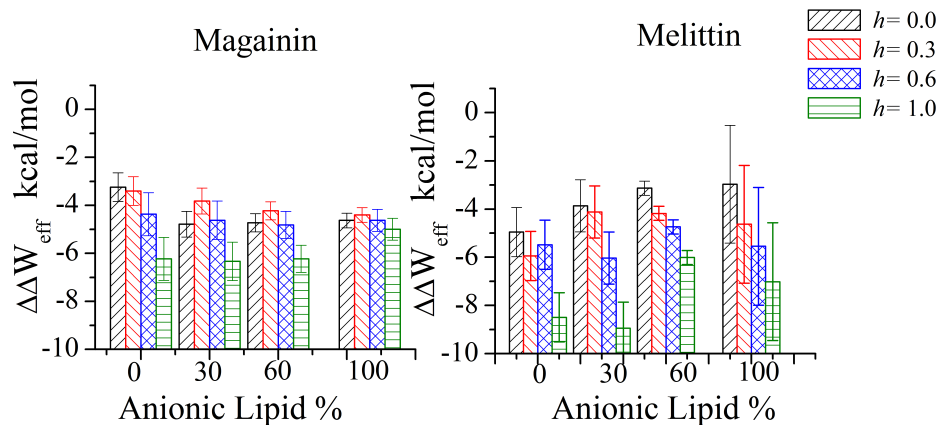 Magainin
ΔΔW_eff kcal/mol
0
-2
-4
-6
-8
-10
0 30 60 100
Anionic Lipid %
Melittin
ΔΔW_eff kcal/mol
0
-2
-4
-6
-8
-10
0 30 60 100
Anionic Lipid %
h= 0.0
h= 0.3
h= 0.6
h= 1.0